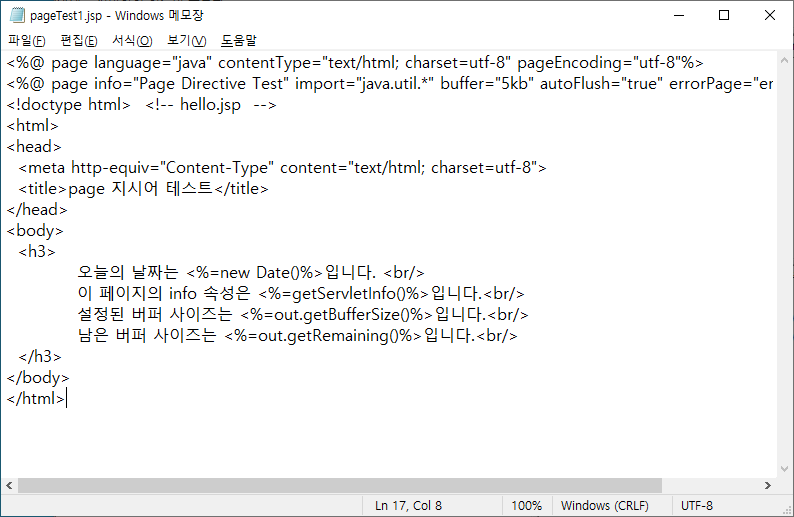 pageTest1.jsp - Windows 메모장
파일(F) 편집(E) 서식(O) 보기(V) 도움말
<%@ page language="java" contentType="text/html; charset=utf-8" pageEncoding="utf-8"%>
<%@ page info="Page Directive Test" import="java.util.*" buffer="5kb" autoFlush="true" errorPage="er
<!doctype html>  <!-- hello.jsp  -->
<html>
<head>
  <meta http-equiv="Content-Type" content="text/html; charset=utf-8">
  <title>page 지시어 테스트</title>
</head>
<body>
  <h3>
        오늘의 날짜는 <%=new Date()%>입니다. <br/>
        이 페이지의 info 속성은 <%=getServletInfo()%>입니다.<br/>
        설정된 버퍼 사이즈는 <%=out.getBufferSize()%>입니다.<br/>
        남은 버퍼 사이즈는 <%=out.getRemaining()%>입니다.<br/>
  </h3>
</body>
</html>
Ln 17, Col 8 100% Windows (CRLF) UTF-8